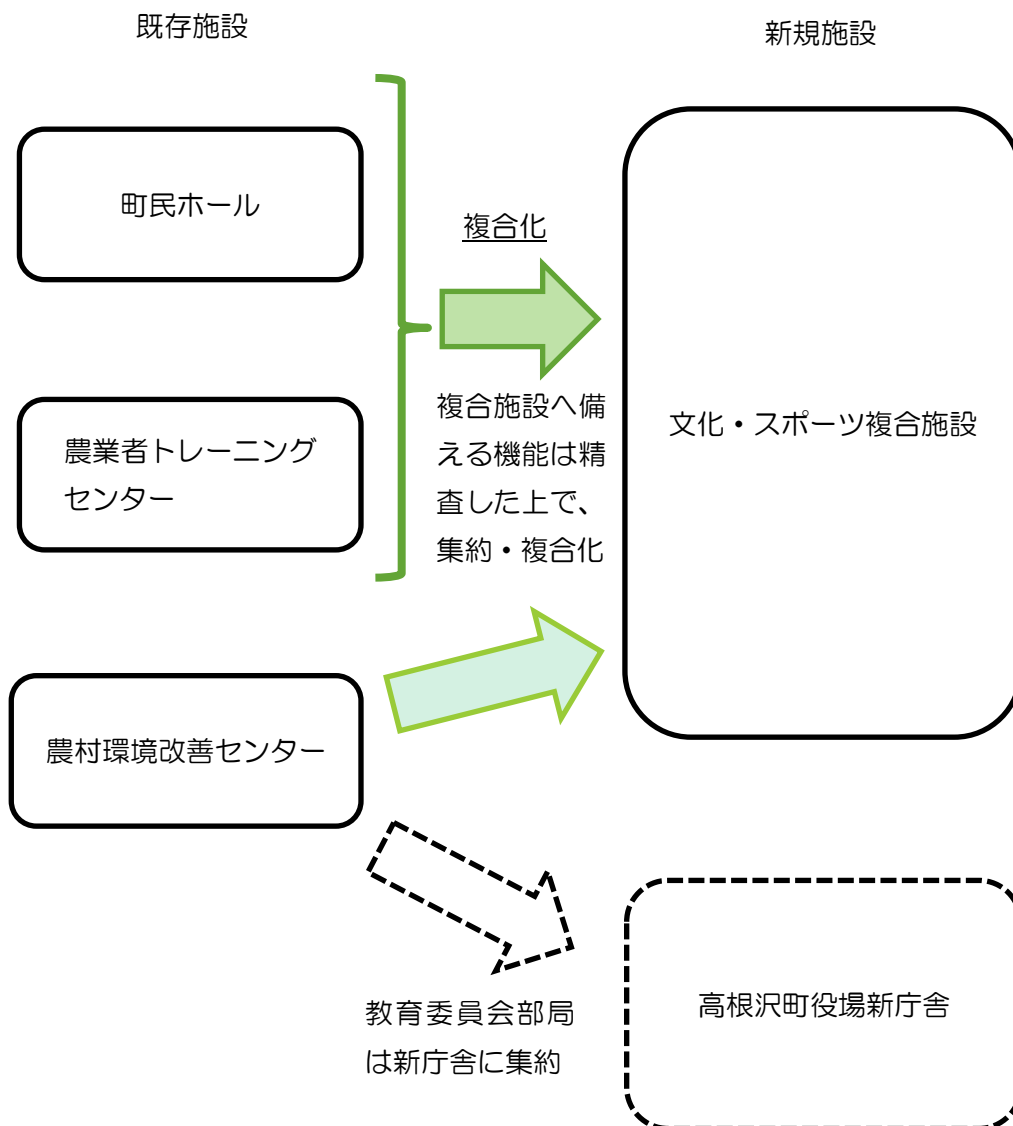 既存施設
新規施設
町民ホール
複合化
農業者トレーニング
センター
複合施設へ備
える機能は精
査した上で、
集約・複合化
文化・スポーツ複合施設
農村環境改善センター
教育委員会部局
は新庁舎に集約
高根沢町役場新庁舎